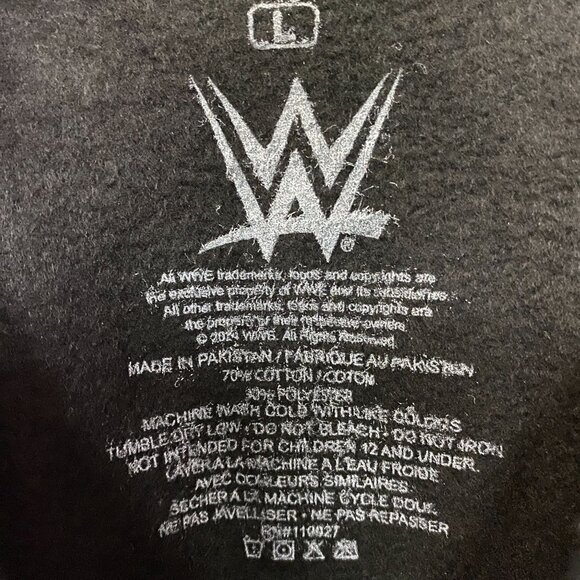 L
W
®
All WWE trademarks, logos and copyrights are
the exclusive property of WWE and its subsidiaries.
All other trademarks, logos and copyrights are
the property of their respective owners.
© 2024 WWE. All Rights Reserved.
MADE IN PAKISTAN / FABRIQUE AU PAKISTAN
70% COTTON / COTON
30% POLYESTER
MACHINE WASH COLD WITH LIKE COLORS
TUMBLE DRY LOW - DO NOT BLEACH - DO NOT IRON
NOT INTENDED FOR CHILDREN 12 AND UNDER.
LAVER A LA MACHINE A L'EAU FROIDE
AVEC COULEURS SIMILAIRES
SECHER A LA MACHINE CYCLE DOUX
NE PAS JAVELLISER - NE PAS REPASSER
RN#110027